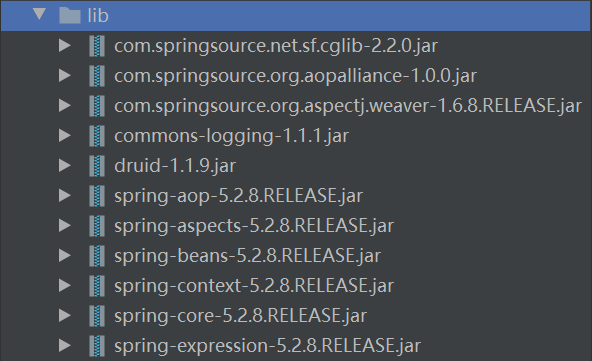 lib
com.springsource.net.sf.cglib-2.2.0.jar
com.springsource.org.aopalliance-1.0.0.jar
com.springsource.org.aspectj.weaver-1.6.8.RELEASE.jar
commons-logging-1.1.1.jar
druid-1.1.9.jar
spring-aop-5.2.8.RELEASE.jar
spring-aspects-5.2.8.RELEASE.jar
spring-beans-5.2.8.RELEASE.jar
spring-context-5.2.8.RELEASE.jar
spring-core-5.2.8.RELEASE.jar
spring-expression-5.2.8.RELEASE.jar